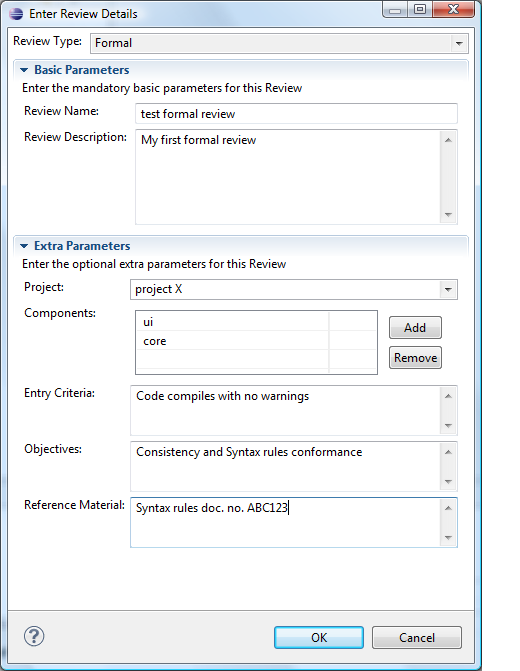 Enter Review Details
Review Type: Formal
Basic Parameters
Enter the mandatory basic parameters for this Review
Review Name: test formal review
Review Description: My first formal review
Extra Parameters
Enter the optional extra parameters for this Review
Project: project X
Components: ui
core
Add
Remove
Entry Criteria: Code compiles with no warnings
Objectives: Consistency and Syntax rules conformance
Reference Material: Syntax rules doc. no. ABC123
?
OK
Cancel